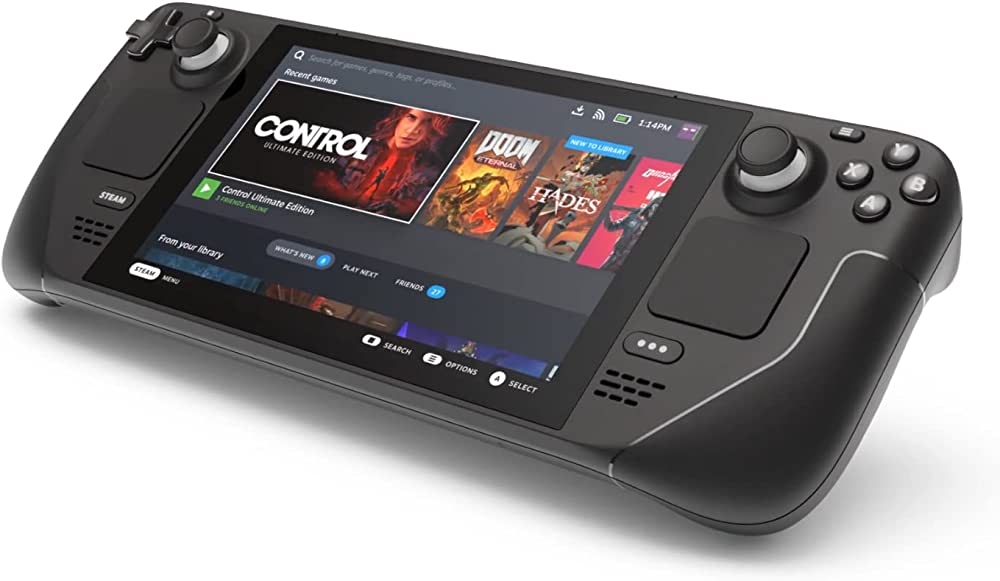 Search for games, genres, tags, or profiles...
Recent games
1:14PM
CONTROL
ULTIMATE EDITION
DOOM
ETERNAL
NEW TO LIBRARY
HADES
Control Ultimate Edition
3 FRIENDS ONLINE
From your library
WHAT'S NEW 8
PLAY NEXT
FRIENDS 27
STEAM MENU
SEARCH
OPTIONS
A SELECT
STEAM
Y
X
B
A